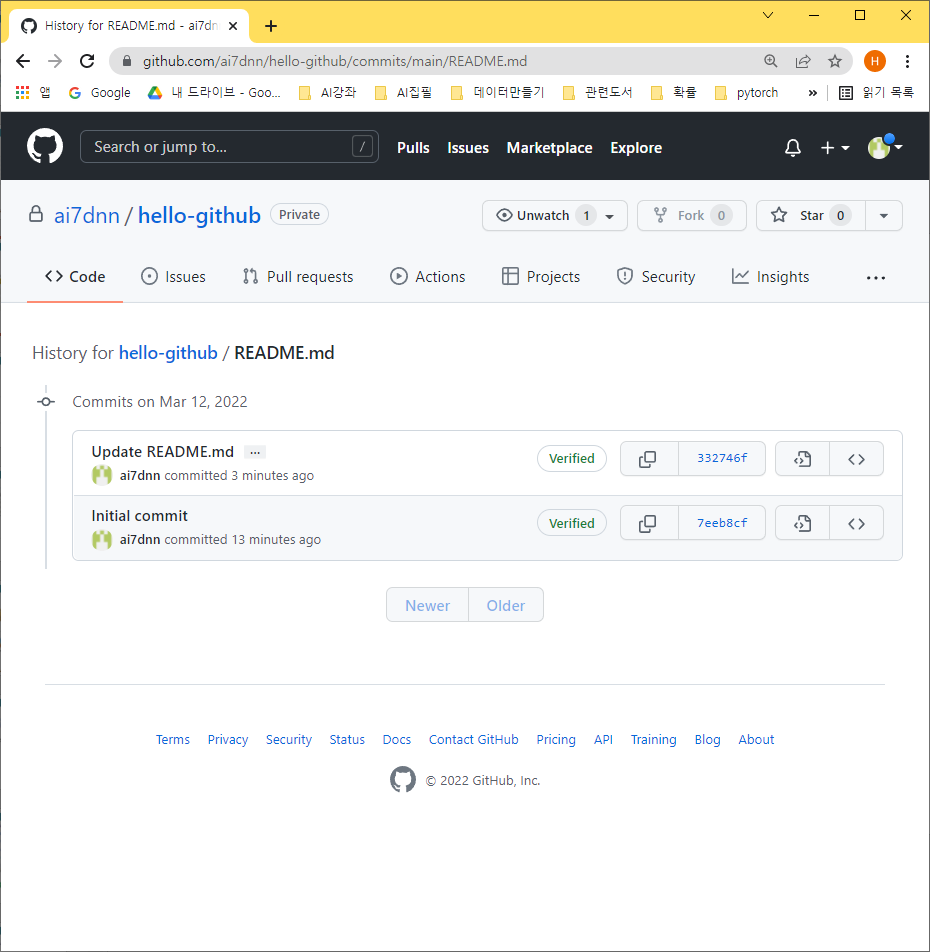 History for README.md - ai7dn
github.com/ai7dnn/hello-github/commits/main/README.md H
앱 Google 내 드라이브 - Goo... AI강좌 AI집필 데이터만들기 관련도서 확률 pytorch » 읽기 목록
Search or jump to... / Pulls Issues Marketplace Explore
ai7dnn / hello-github Private Unwatch 1 Fork 0 Star 0
Code Issues Pull requests Actions Projects Security Insights ...
History for hello-github / README.md
Commits on Mar 12, 2022
Update README.md ... Verified 332746f
ai7dnn committed 3 minutes ago
Initial commit Verified 7eeb8cf
ai7dnn committed 13 minutes ago
Newer Older
Terms Privacy Security Status Docs Contact GitHub Pricing API Training Blog About
© 2022 GitHub, Inc.